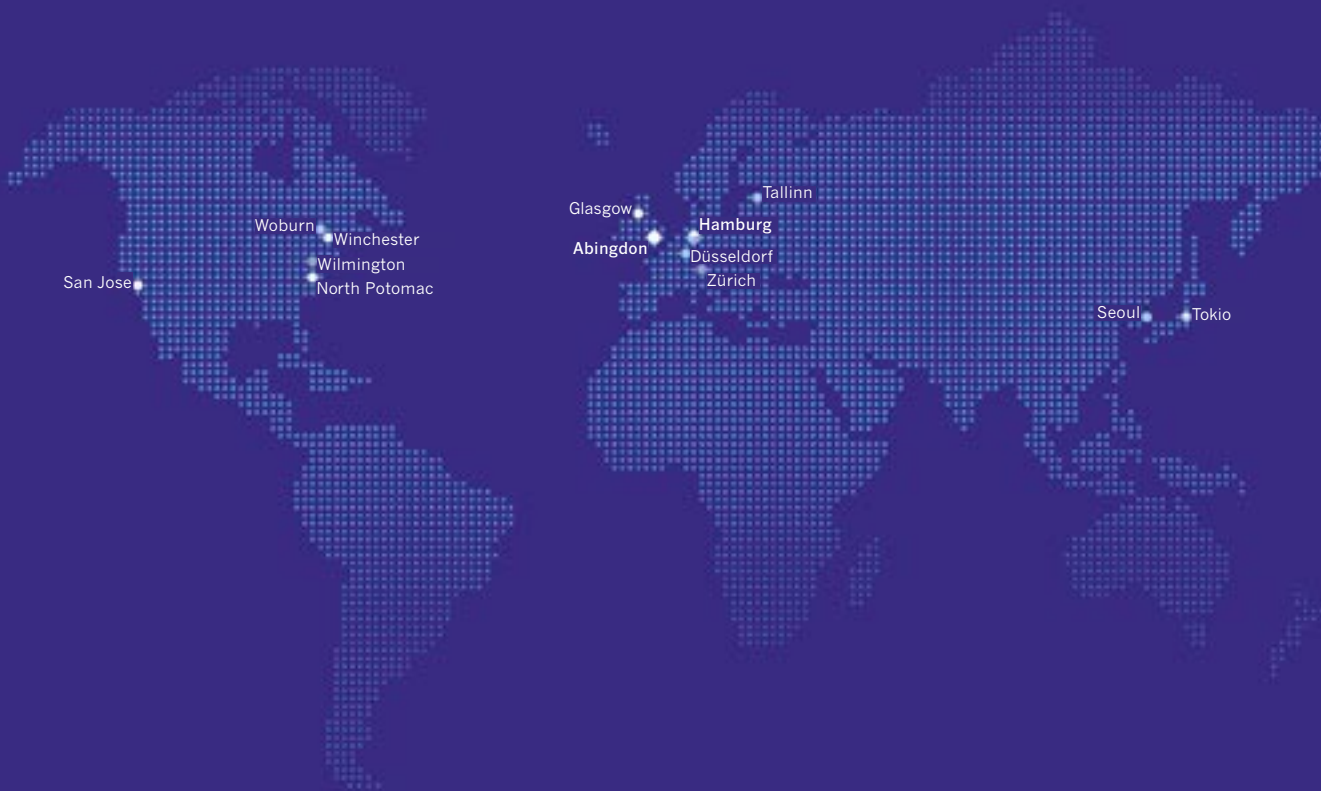 Tallinn
Glasgow
Hamburg
Woburn
Winchester
Abingdon
Düsseldorf
Wilmington
Zürich
San Jose
North Potomac
Seoul
Tokio